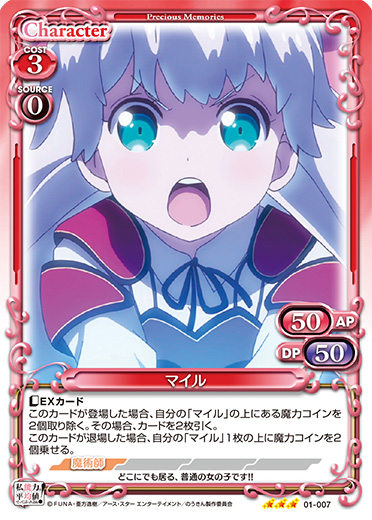 Precious Memories
Character
COST
3
SOURCE
0
50 AP
DP 50
マイル
EXカード
このカードが登場した場合、自分の「マイル」の上にある魔力コインを
2個取り除く。その場合、カードを2枚引く。
このカードが退場した場合、自分の「マイル」1枚の上に魔力コインを2
個乗せる。
魔術師
どこにでも居る、普通の女の子です!!
私、能力は
平均値
©FUNA・亜方逸樹/アース・スター エンターテイメント/のうきん製作委員会
01-007